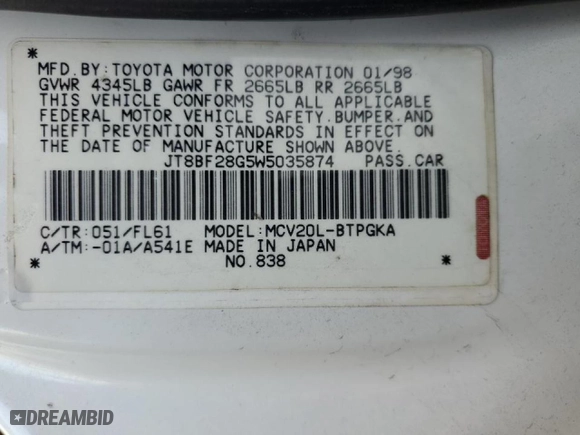 MFD.BY:TOYOTA MOTOR CORPORATION 01/98
GVWR 4345LB GAWR FR 2665LB RR 2665LB
THIS VEHICLE CONFORMS TO ALL APPLICABLE
FEDERAL MOTOR VEHICLE SAFETY.BUMPER.AND
THEFT PREVENTION STANDARDS IN EFFECT ON
THE DATE OF MANUFACTURE SHOWN ABOVE.
JT8BF28G5W5035874 PASS.CAR
C/TR:051/FL61 MODEL:MCV20L-BTPGKA
A/TM:-01A/A541E MADE IN JAPAN
* NO.838 *
DREAMBID